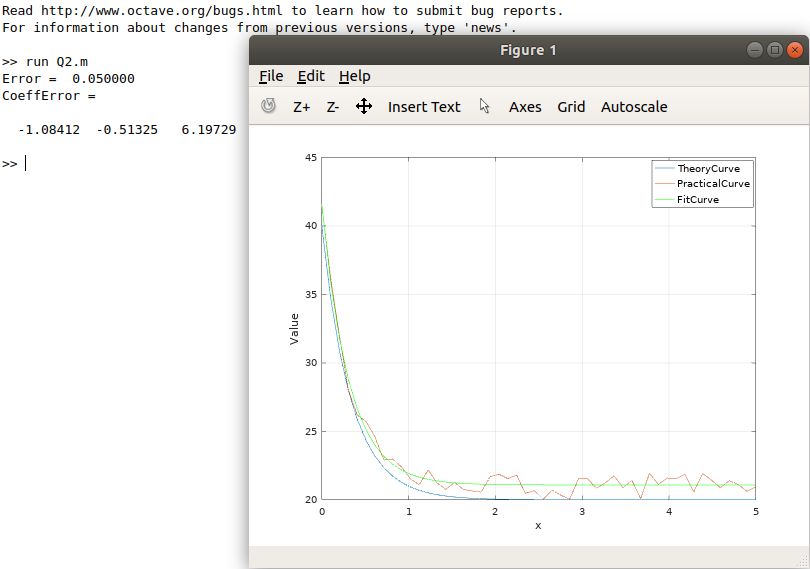 Read http://www.octave.org/bugs.html to learn how to submit bug reports.
For information about changes from previous versions, type 'news'.
>> run Q2.m
Error =  0.050000
CoeffError =
-1.08412  -0.51325   6.19729
>>
Figure 1
File Edit Help
Z+ Z- Insert Text Axes Grid Autoscale
45
40
35
30
25
20
Value
0 1 2 3 4 5
x
TheoryCurve
PracticalCurve
FitCurve